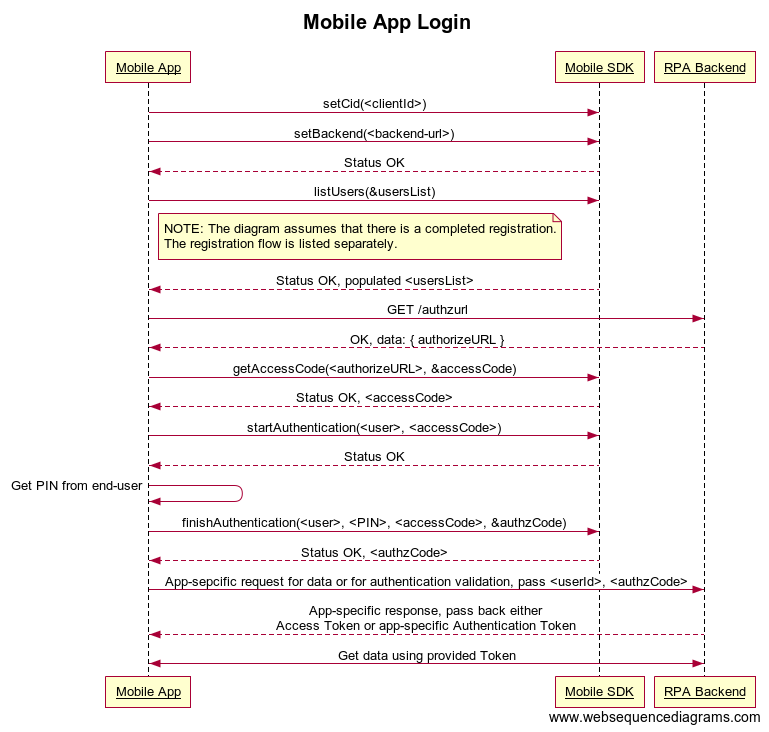 Mobile App Login
Mobile App
Mobile SDK
RPA Backend
setCid(<clientId>)
setBackend(<backend-url>)
Status OK
listUsers(&usersList)
NOTE: The diagram assumes that there is a completed registration.
The registration flow is listed separately.
Status OK, populated <usersList>
GET /authzurl
OK, data: { authorizeURL }
getAccessCode(<authorizeURL>, &accessCode)
Status OK, <accessCode>
startAuthentication(<user>, <accessCode>)
Status OK
Get PIN from end-user
finishAuthentication(<user>, <PIN>, <accessCode>, &authzCode)
Status OK, <authzCode>
App-sepcific request for data or for authentication validation, pass <userId>, <authzCode>
App-specific response, pass back either
Access Token or app-specific Authentication Token
Get data using provided Token
Mobile App
Mobile SDK
RPA Backend
www.websequencediagrams.com